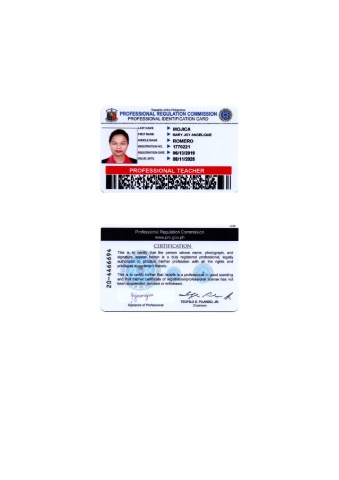 Republic of the Philippines
PROFESSIONAL REGULATION COMMISSION
PROFESSIONAL IDENTIFICATION CARD
LAST NAME MOJICA
FIRST NAME MARY JOY ANGELIQUE
MIDDLE NAME ROMERO
REGISTRATION NO. 1770221
REGISTRATION DATE 06/13/2019
VALID UNTIL 02/11/2025
PROFESSIONAL TEACHER
Professional Regulation Commission
www.prc.gov.ph
CERTIFICATION
This is to certify that the person whose name, photograph, and
signature appear herein is a duly registered professional, legally
authorized to practice his/her profession with all the rights and
privileges appurtenant thereto.
This is to certify further that he/she is a professional in good standing
and that his/her certificate of registration/professional license has not
been suspended, revoked or withdrawn.
20-4466694
Signature of Professional
TEOFILO S. PILANDO, JR.
Chairman